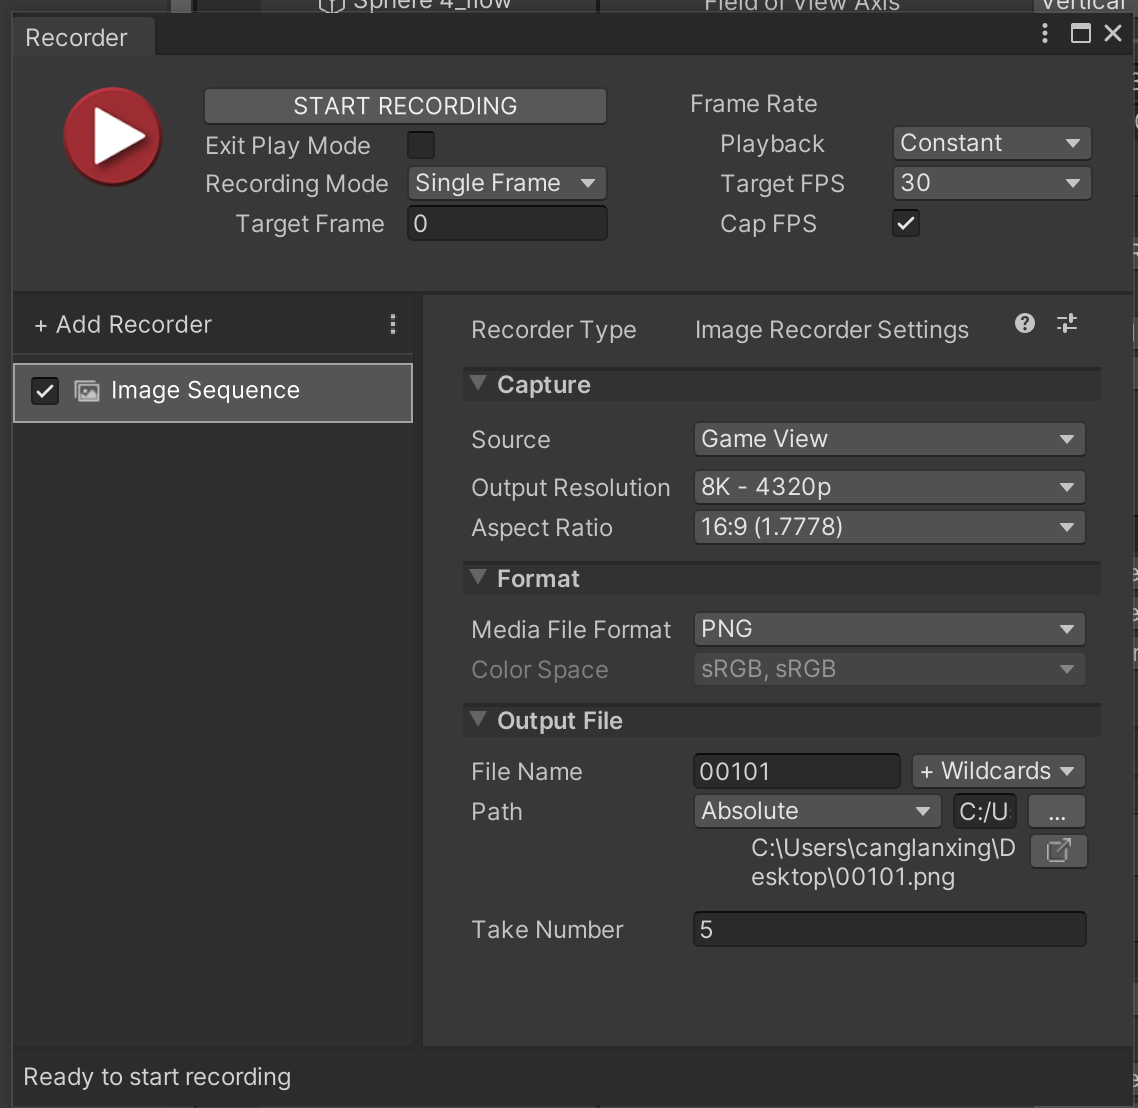 Sphere 4_flow
Field of View Axis
Vertical
Recorder
START RECORDING
Exit Play Mode
Recording Mode
Single Frame
Target Frame
0
Frame Rate
Playback
Constant
Target FPS
30
Cap FPS
+ Add Recorder
Image Sequence
Recorder Type
Image Recorder Settings
Capture
Source
Game View
Output Resolution
8K - 4320p
Aspect Ratio
16:9 (1.7778)
Format
Media File Format
PNG
Color Space
sRGB, sRGB
Output File
File Name
00101
+ Wildcards
Path
Absolute
C:/U
...
C:\Users\canglanxing\D
esktop\00101.png
Take Number
5
Ready to start recording